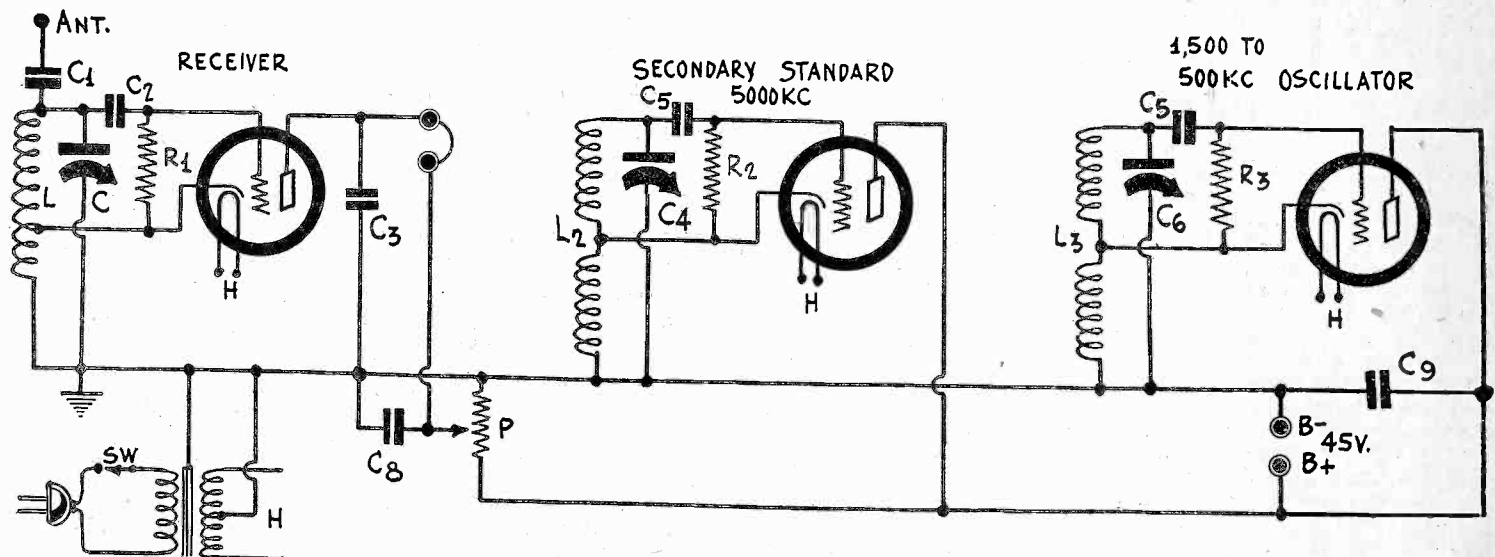 ANT.
RECEIVER
SECONDARY STANDARD
5000KC
1,500 TO
500KC OSCILLATOR
C1
C2
C5
C5
R1
R2
R3
L
C
C3
L2
C4
L3
C6
H
H
H
C9
SW
C8
P
B-
45V.
B+
H